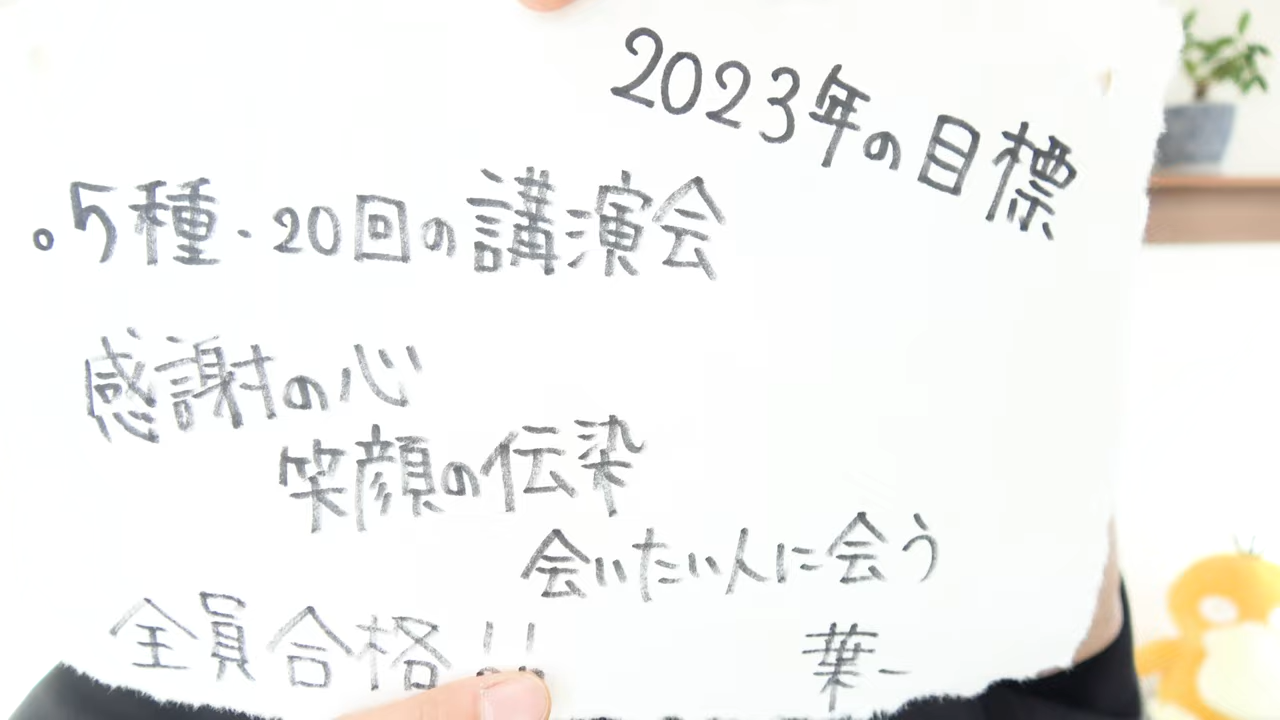 2023年の目標
。5種・20回の講演会
感謝の心
笑顔の伝染
会いたい人に会う
全員合格!!
葉一